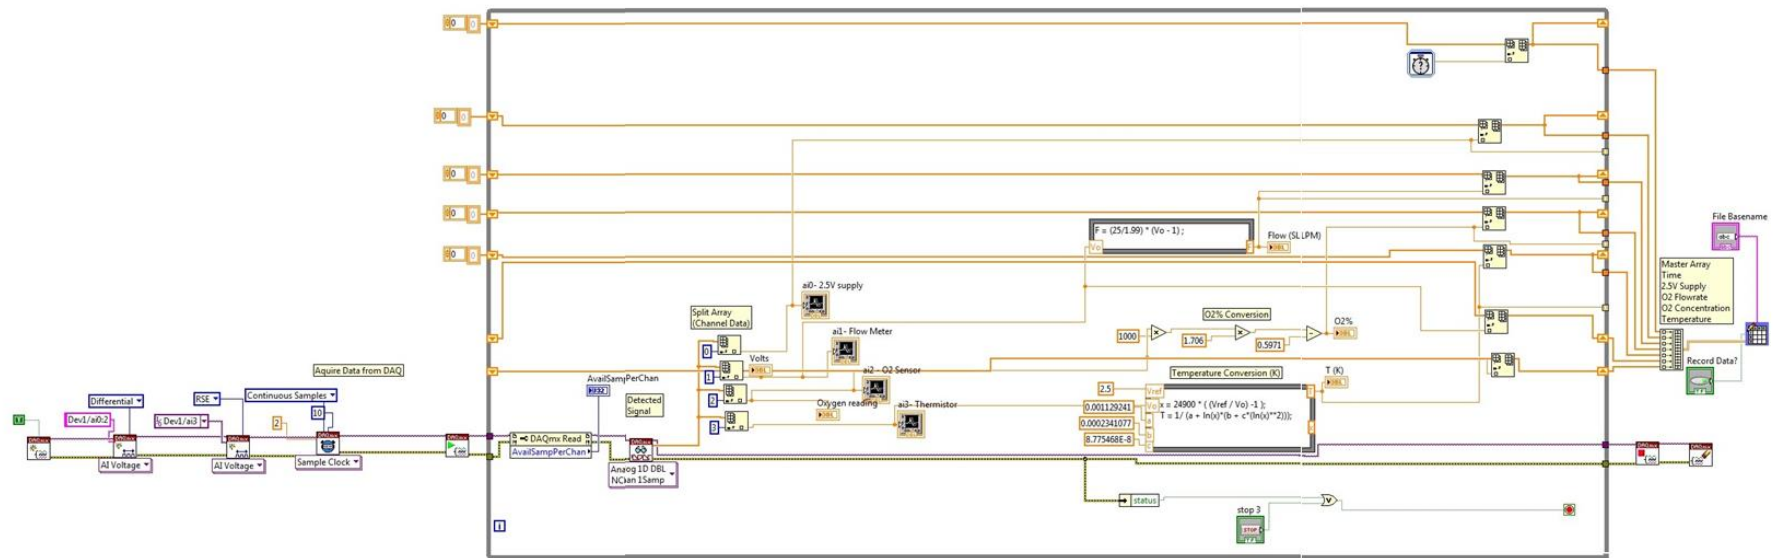 0
0
0
0
0
0
0
0
0
0
F = (25/1.99) * (Vo - 1) ;
Vo
F
Flow (SLLPM)
DBL
File Basename
abc
Master Array
Time
2.5V Supply
O2 Flowrate
O2 Concentration
Temperature
Record Data?
ai0- 2.5V supply
Split Array
(Channel Data)
0
ai1- Flow Meter
Volts
DBL
1
ai2 - O2 Sensor
2
Oxygen reading
DBL
ai3- Thermistor
3
O2% Conversion
1000
1.706
0.5971
O2%
DBL
Temperature Conversion (K)
T (K)
DBL
2.5
Vref
0.001129241
Vo
x = 24900 * ( (Vref / Vo) -1 );
T = 1/ (a + ln(x)*(b + c*(ln(x)**2)));
0.0002341077
8.775468E-8
Aquire Data from DAQ
AvailSampPerChan
Detected
Signal
Differential
RSE
Continuous Samples
10
Dev1/ai0:2
Dev1/ai3
2
AI Voltage
AI Voltage
Sample Clock
DAQmx Read
AvailSampPerChan
Analog 1D DBL
NChan 1Samp
status
stop 3
STOP
i